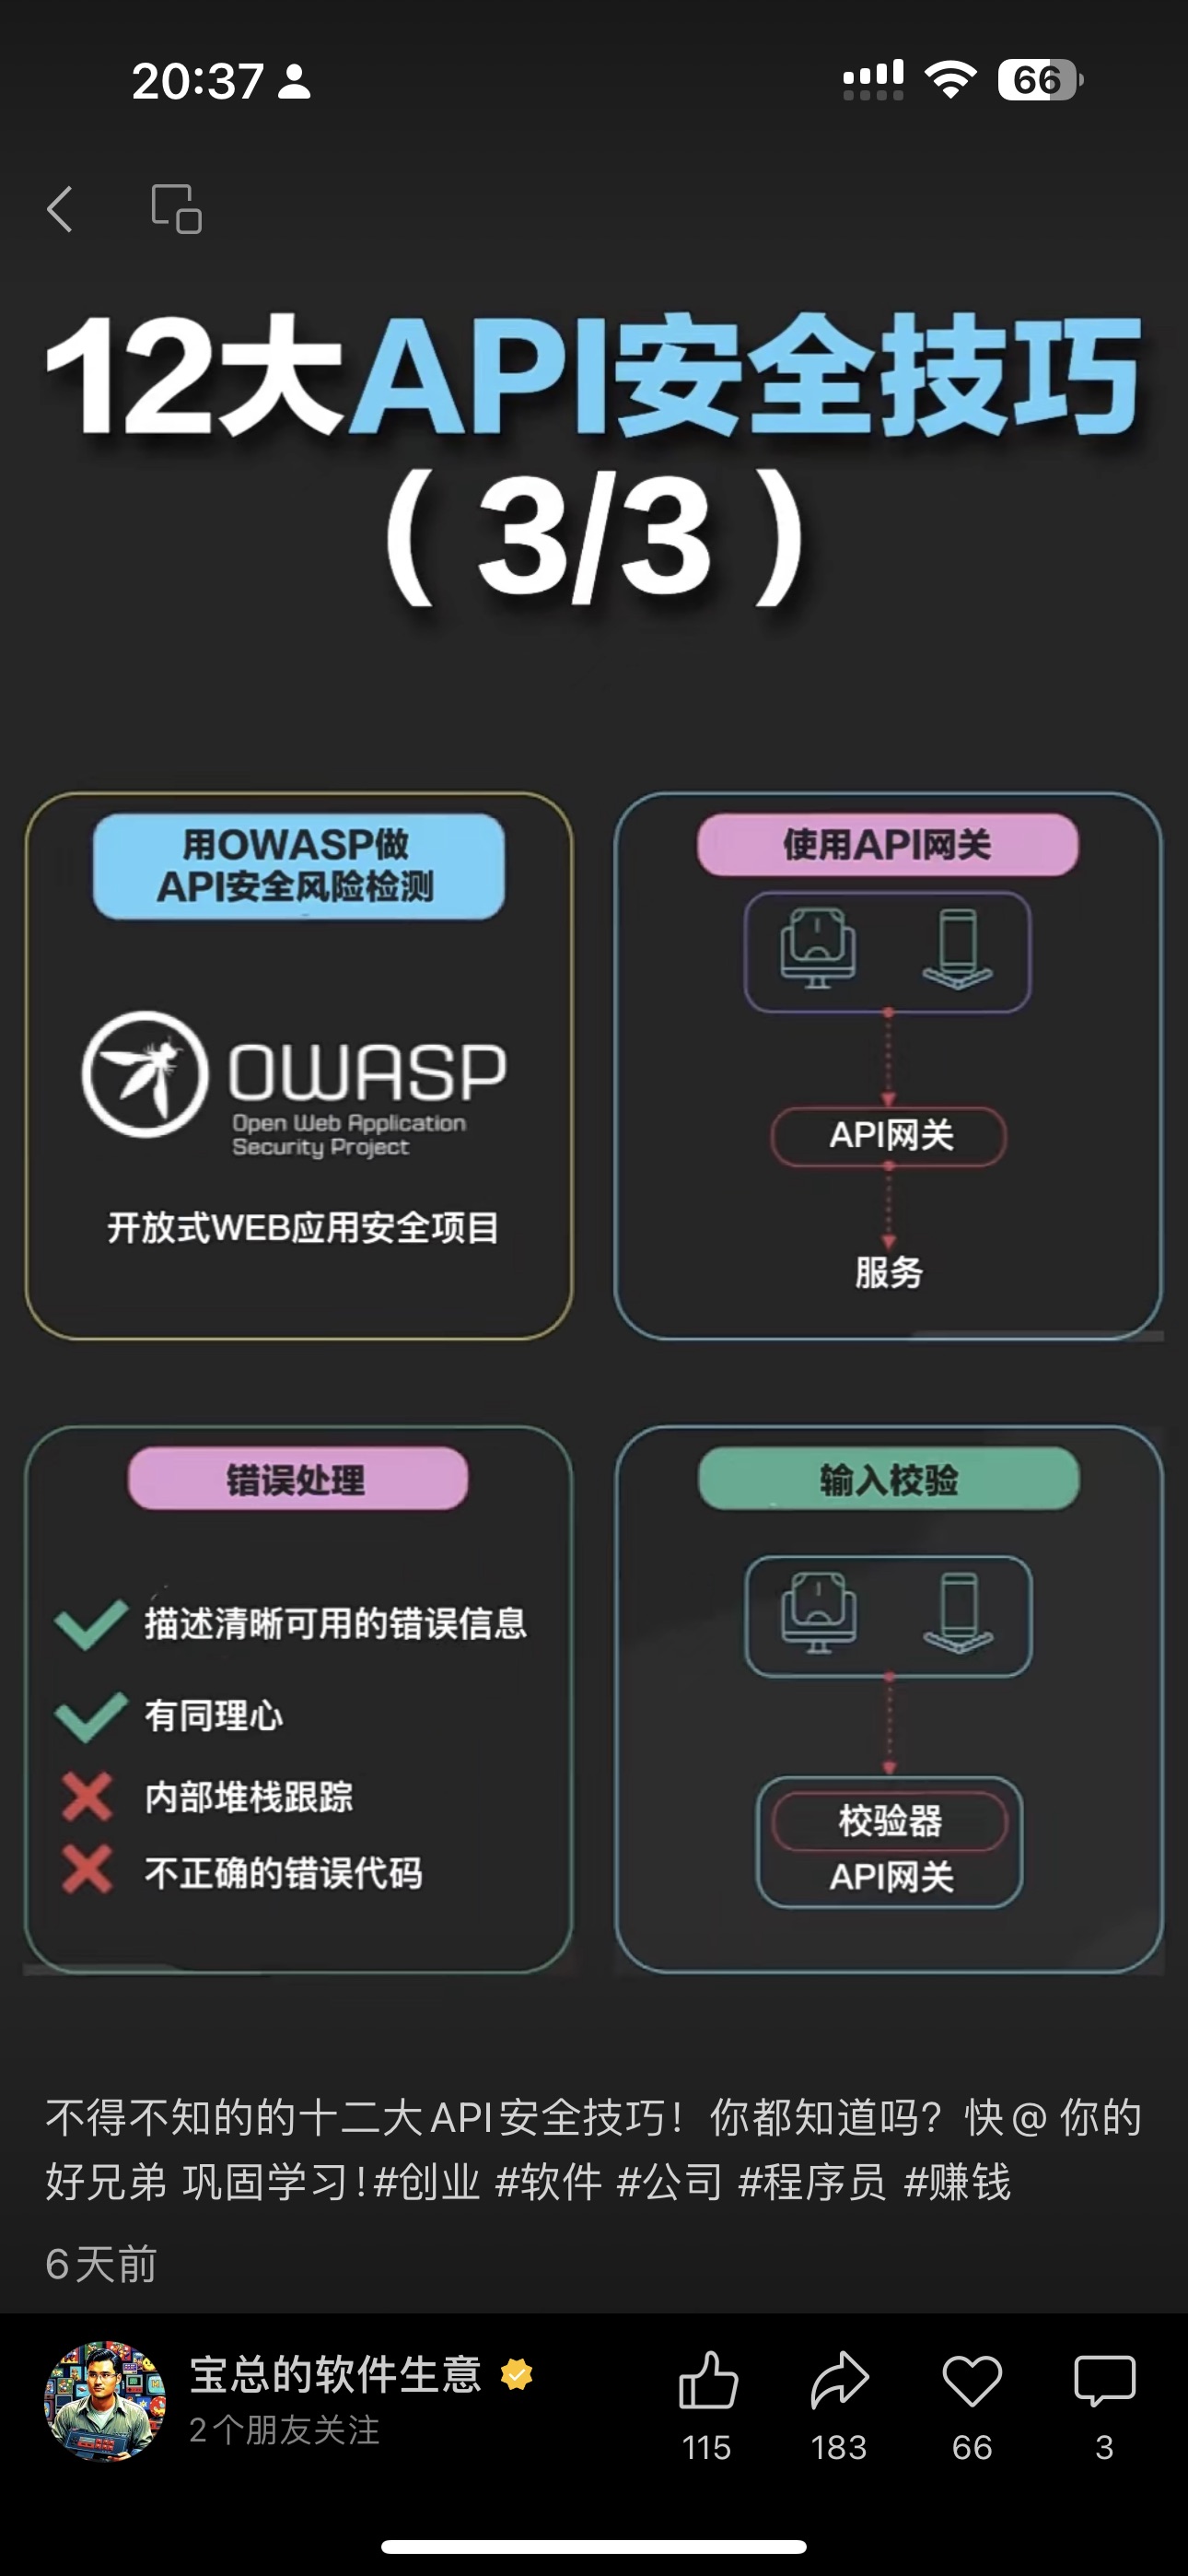 20:37
66
12大API安全技巧
（3/3）
用OWASP做
API安全风险检测
OWASP
Open Web Application
Security Project
开放式WEB应用安全项目
使用API网关
API网关
服务
错误处理
描述清晰可用的错误信息
有同理心
内部堆栈跟踪
不正确的错误代码
输入校验
校验器
API网关
不得不知的的十二大API安全技巧！你都知道吗？快@ 你的
好兄弟 巩固学习!#创业 #软件 #公司 #程序员 #赚钱
6天前
宝总的软件生意
2个朋友关注
115
183
66
3